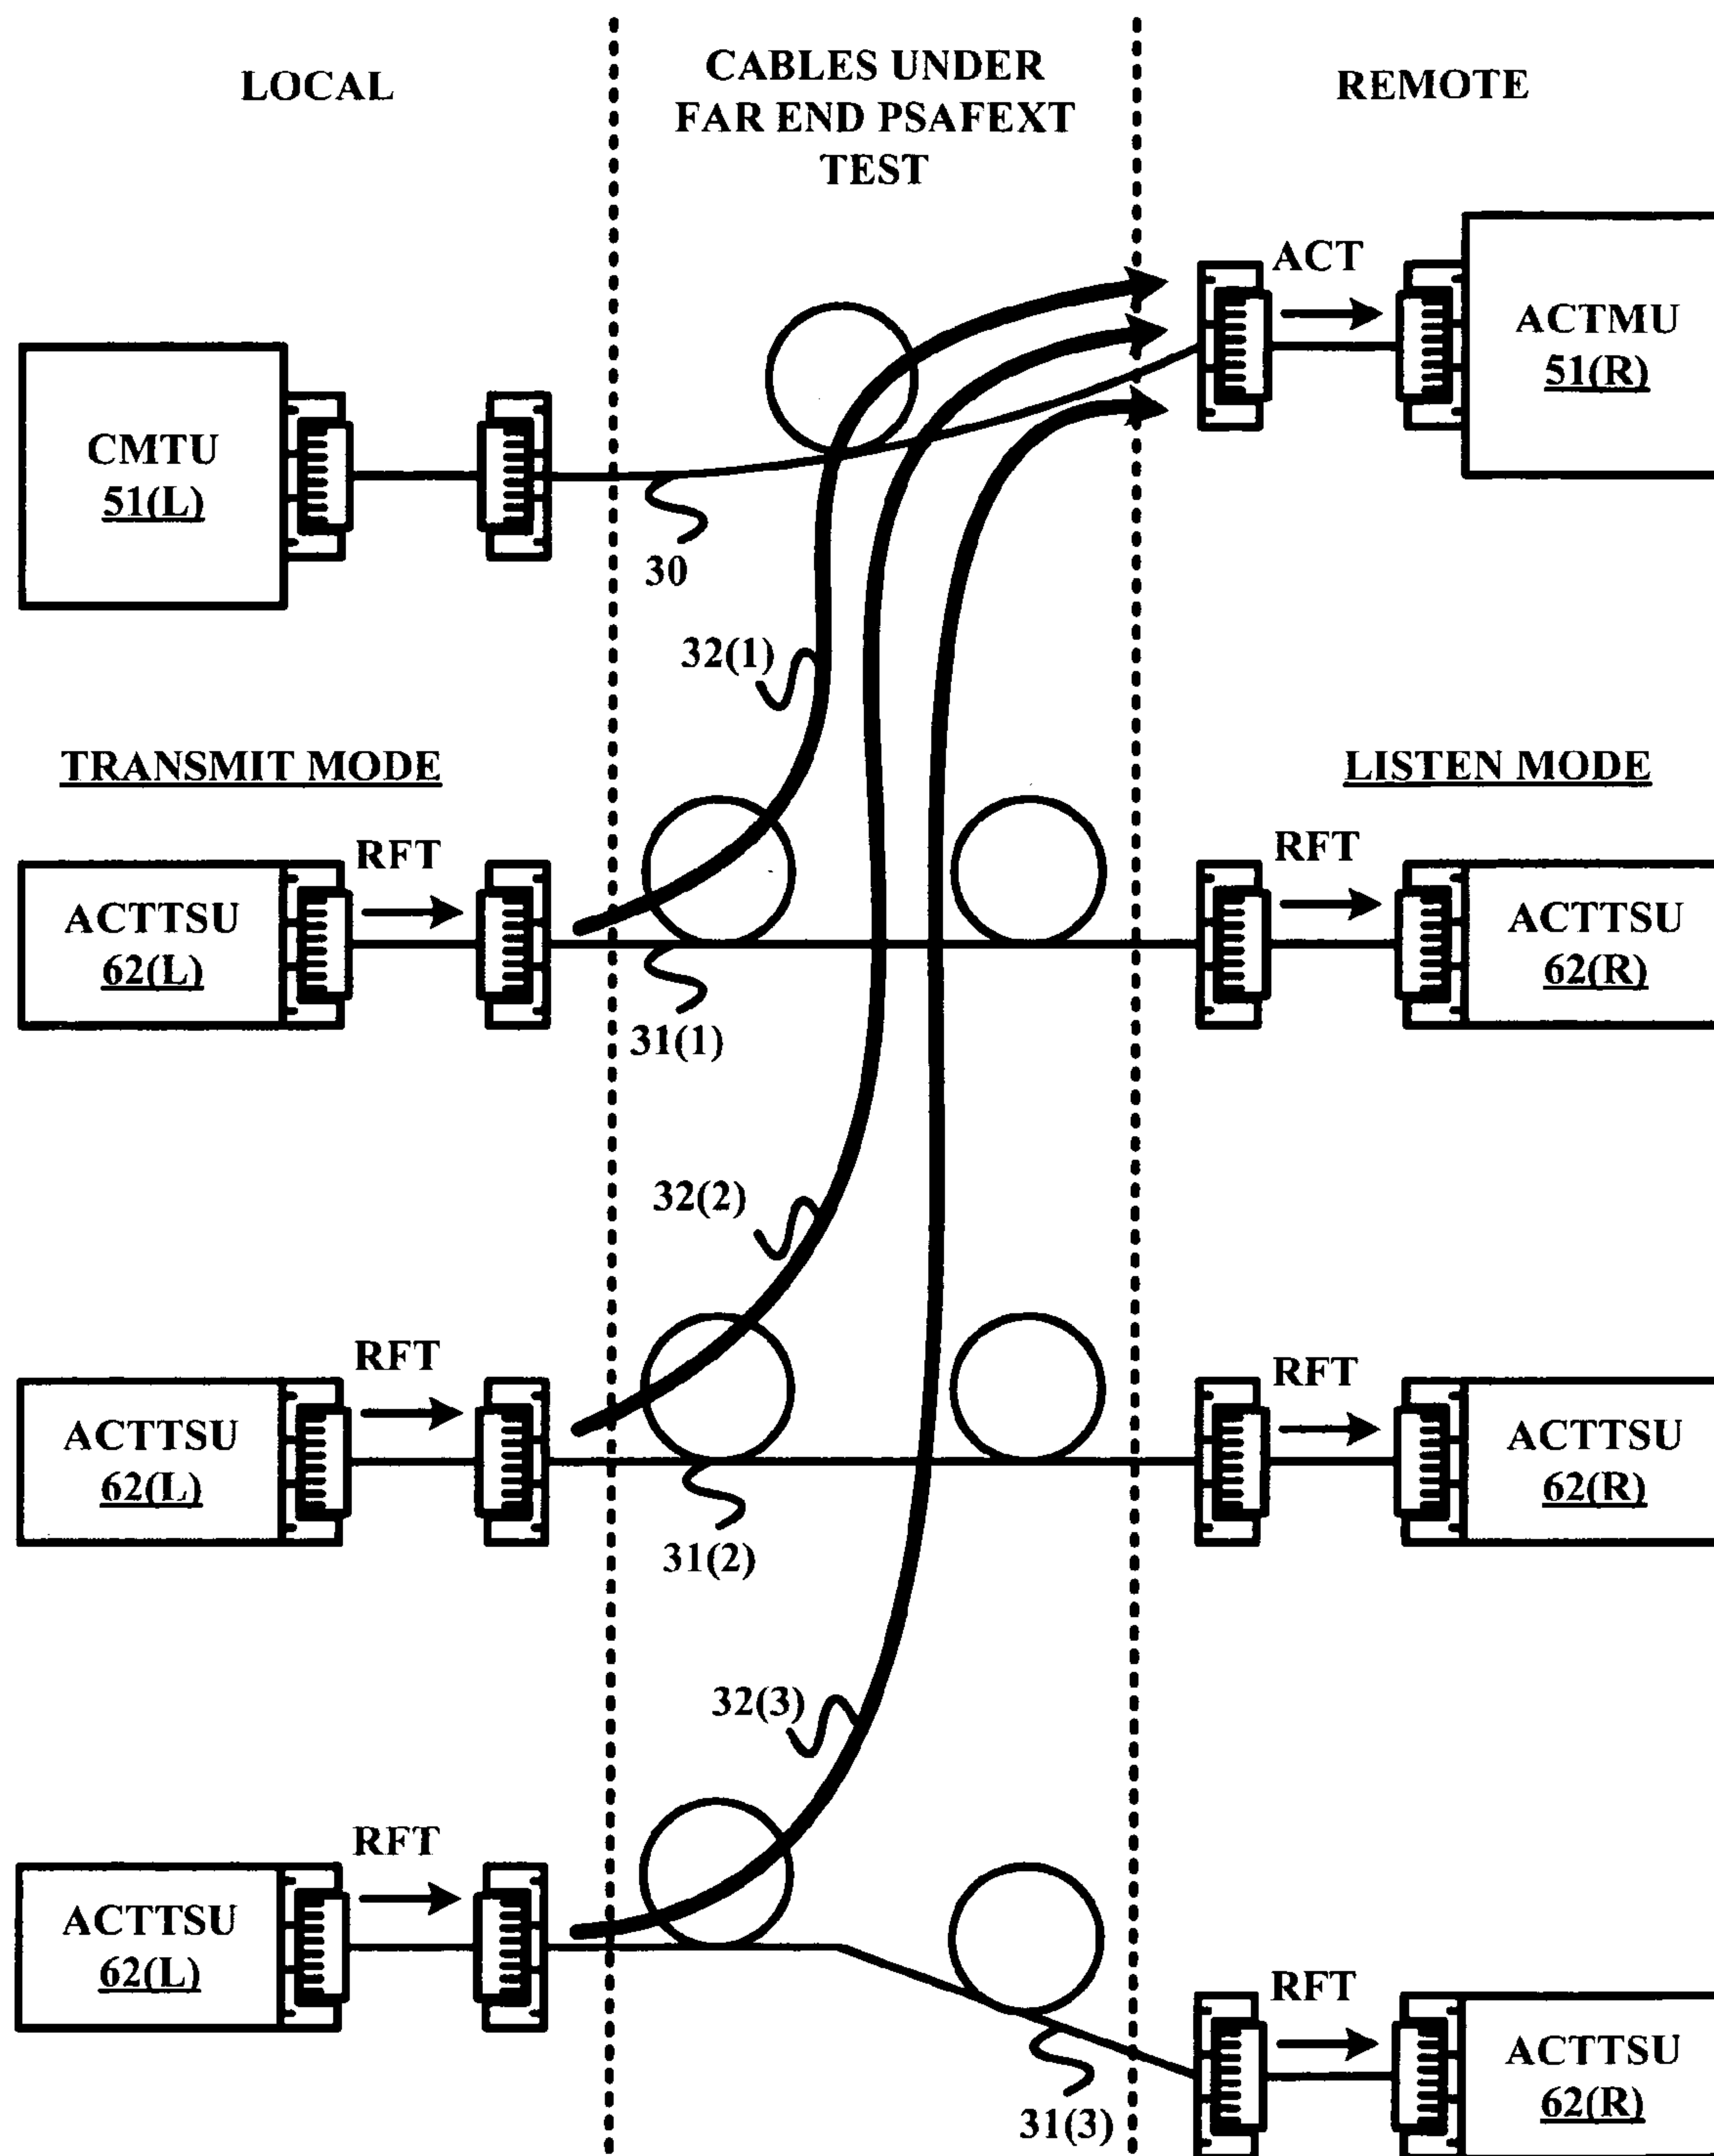 LOCAL
CABLES UNDER
FAR END PSAFEXT
TEST
REMOTE
ACT
ACTMU
51(R)
CMTU
51(L)
30
32(1)
TRANSMIT MODE
LISTEN MODE
RFT
RFT
ACTTSU
62(L)
ACTTSU
62(R)
31(1)
32(2)
RFT
RFT
ACTTSU
62(L)
ACTTSU
62(R)
31(2)
32(3)
RFT
ACTTSU
62(L)
RFT
ACTTSU
62(R)
31(3)